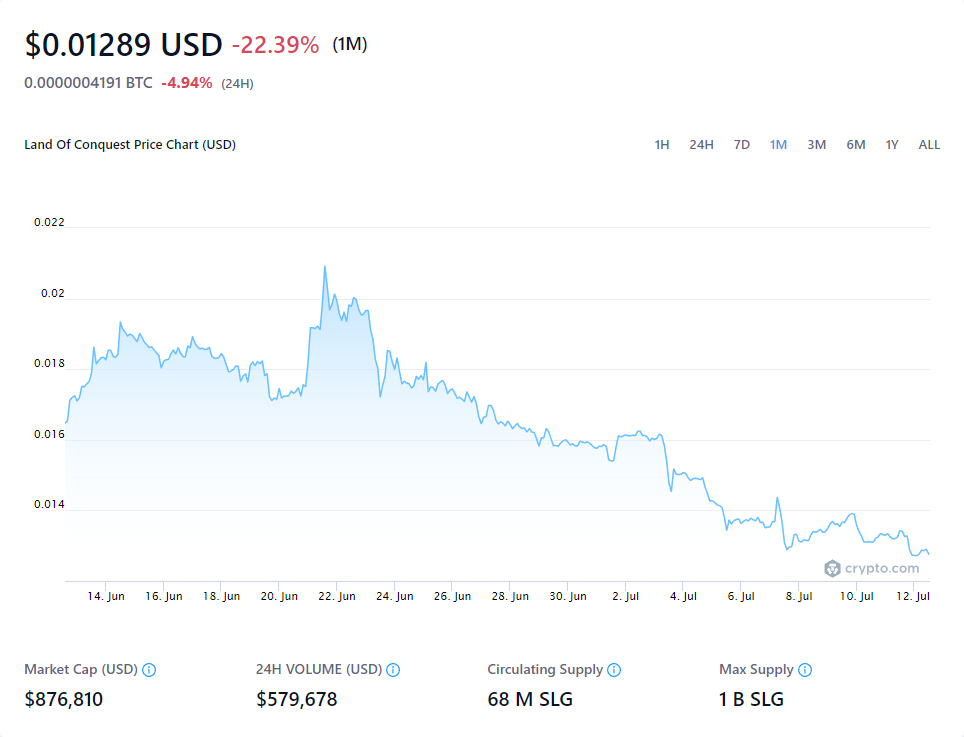 $0.01289 USD -22.39% (1M)
0.0000004191 BTC -4.94% (24H)
Land Of Conquest Price Chart (USD)
1H 24H 7D 1M 3M 6M 1Y ALL
0.022
0.02
0.018
0.016
0.014
crypto.com
14. Jun 16. Jun 18. Jun 20. Jun 22. Jun 24. Jun 26. Jun 28. Jun 30. Jun 2. Jul 4. Jul 6. Jul 8. Jul 10. Jul 12. Jul
Market Cap (USD) 24H VOLUME (USD) Circulating Supply Max Supply
$876,810 $579,678 68 M SLG 1 B SLG